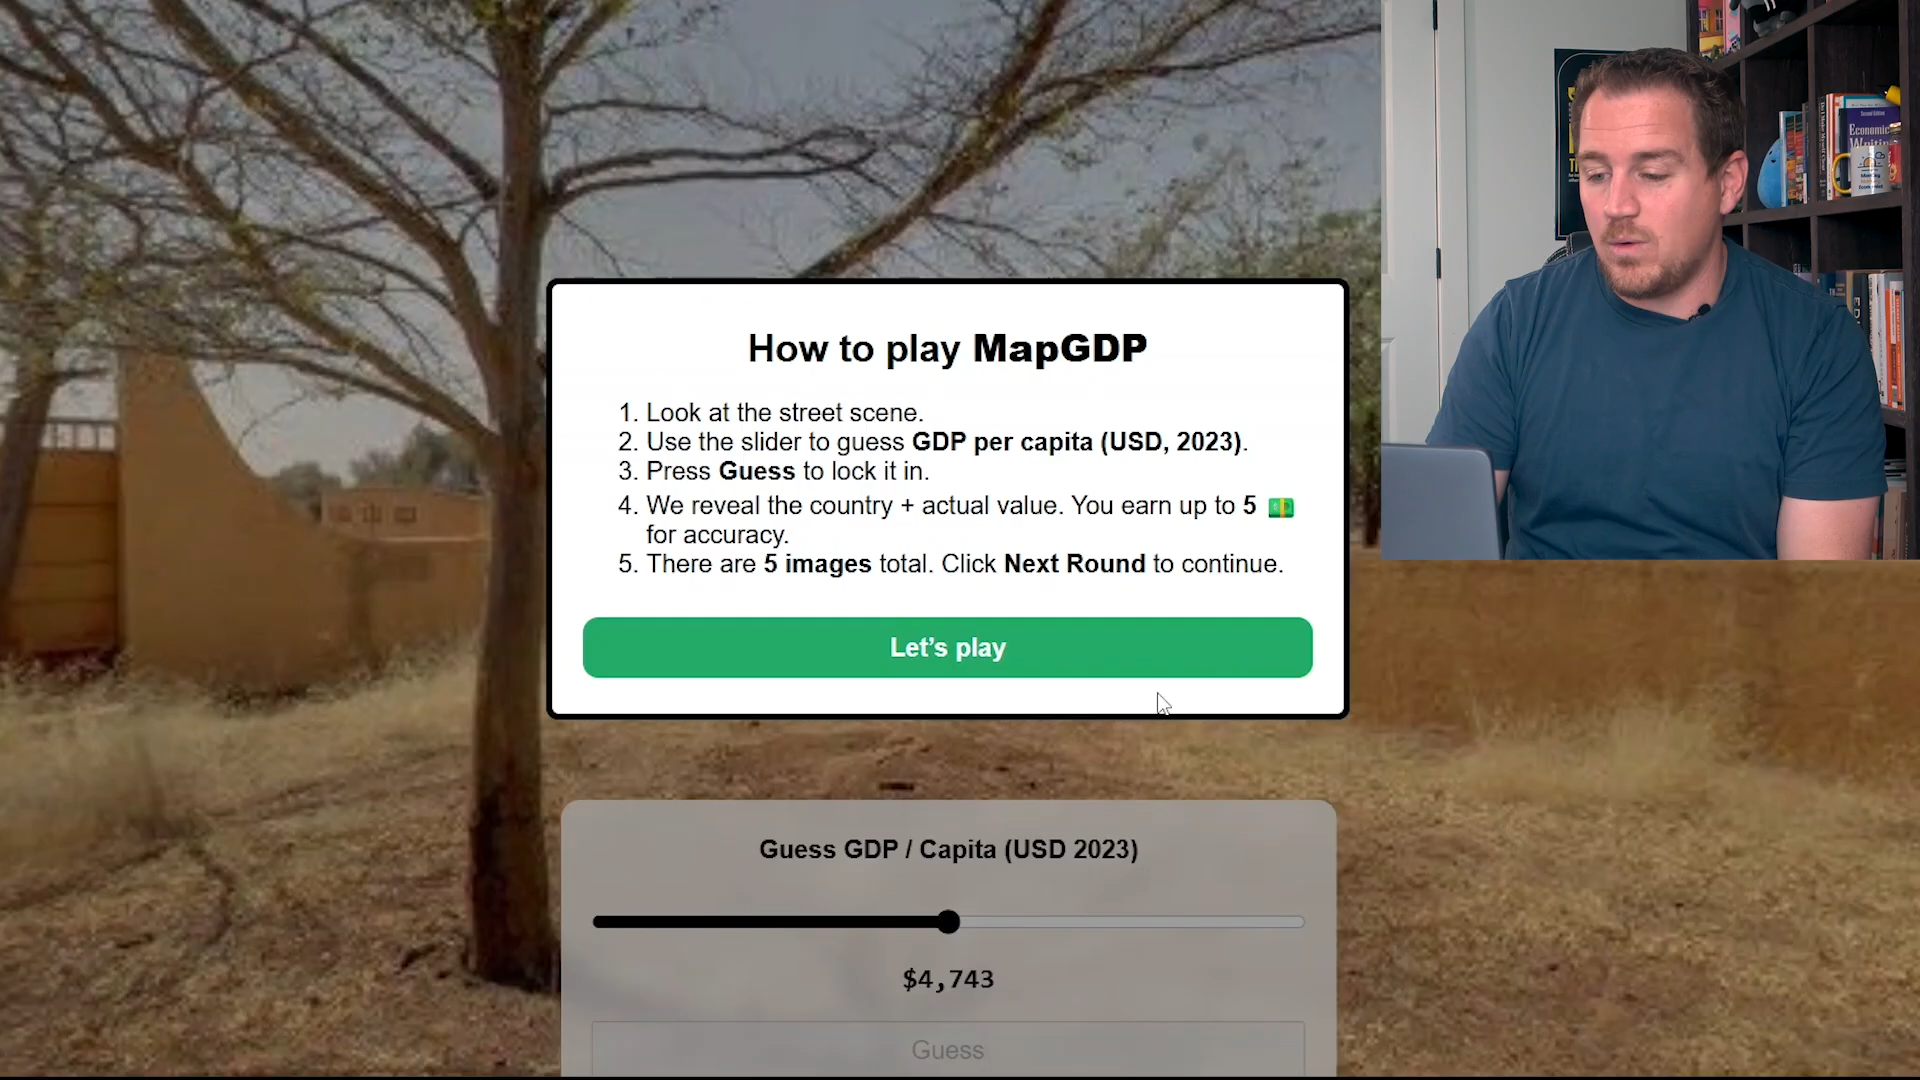 How to play MapGDP
1. Look at the street scene.
2. Use the slider to guess GDP per capita (USD, 2023).
3. Press Guess to lock it in.
4. We reveal the country + actual value. You earn up to 5 💵
for accuracy.
5. There are 5 images total. Click Next Round to continue.
Let’s play
Guess GDP / Capita (USD 2023)
$4,743
Guess
Economic